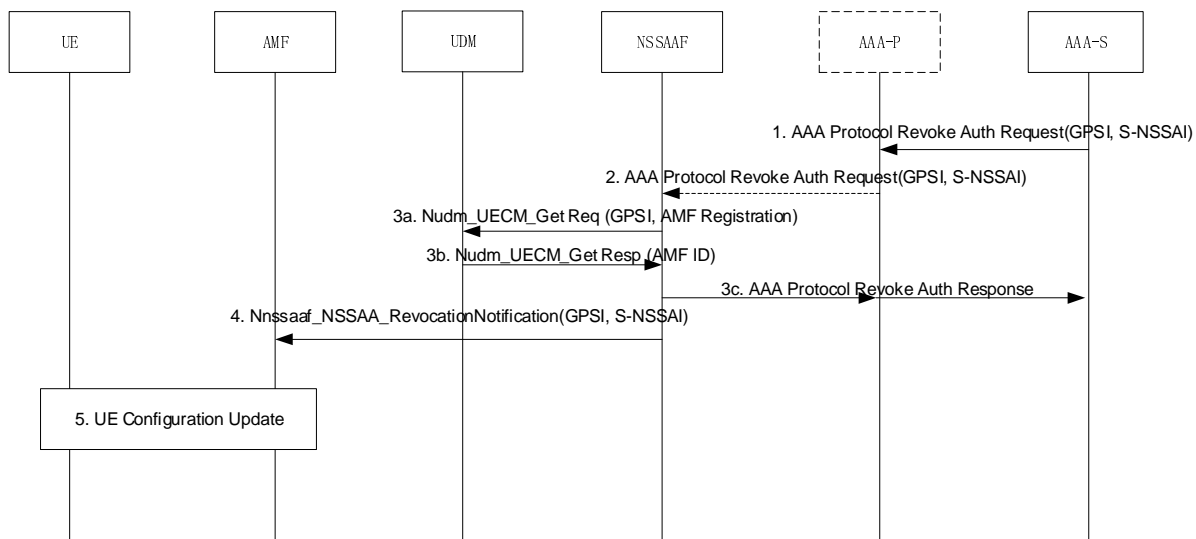 UE
AMF
UDM
NSSAAF
AAA-P
AAA-S
1. AAA Protocol Revoke Auth Request(GPSI, S-NSSAI)
2. AAA Protocol Revoke Auth Request(GPSI, S-NSSAI)
3a. Nudm_UECM_Get Req (GPSI, AMF Registration)
3b. Nudm_UECM_Get Resp (AMF ID)
3c. AAA Protocol Revoke Auth Response
4. Nnssaaf_NSSAA_RevocationNotification(GPSI, S-NSSAI)
5. UE Configuration Update